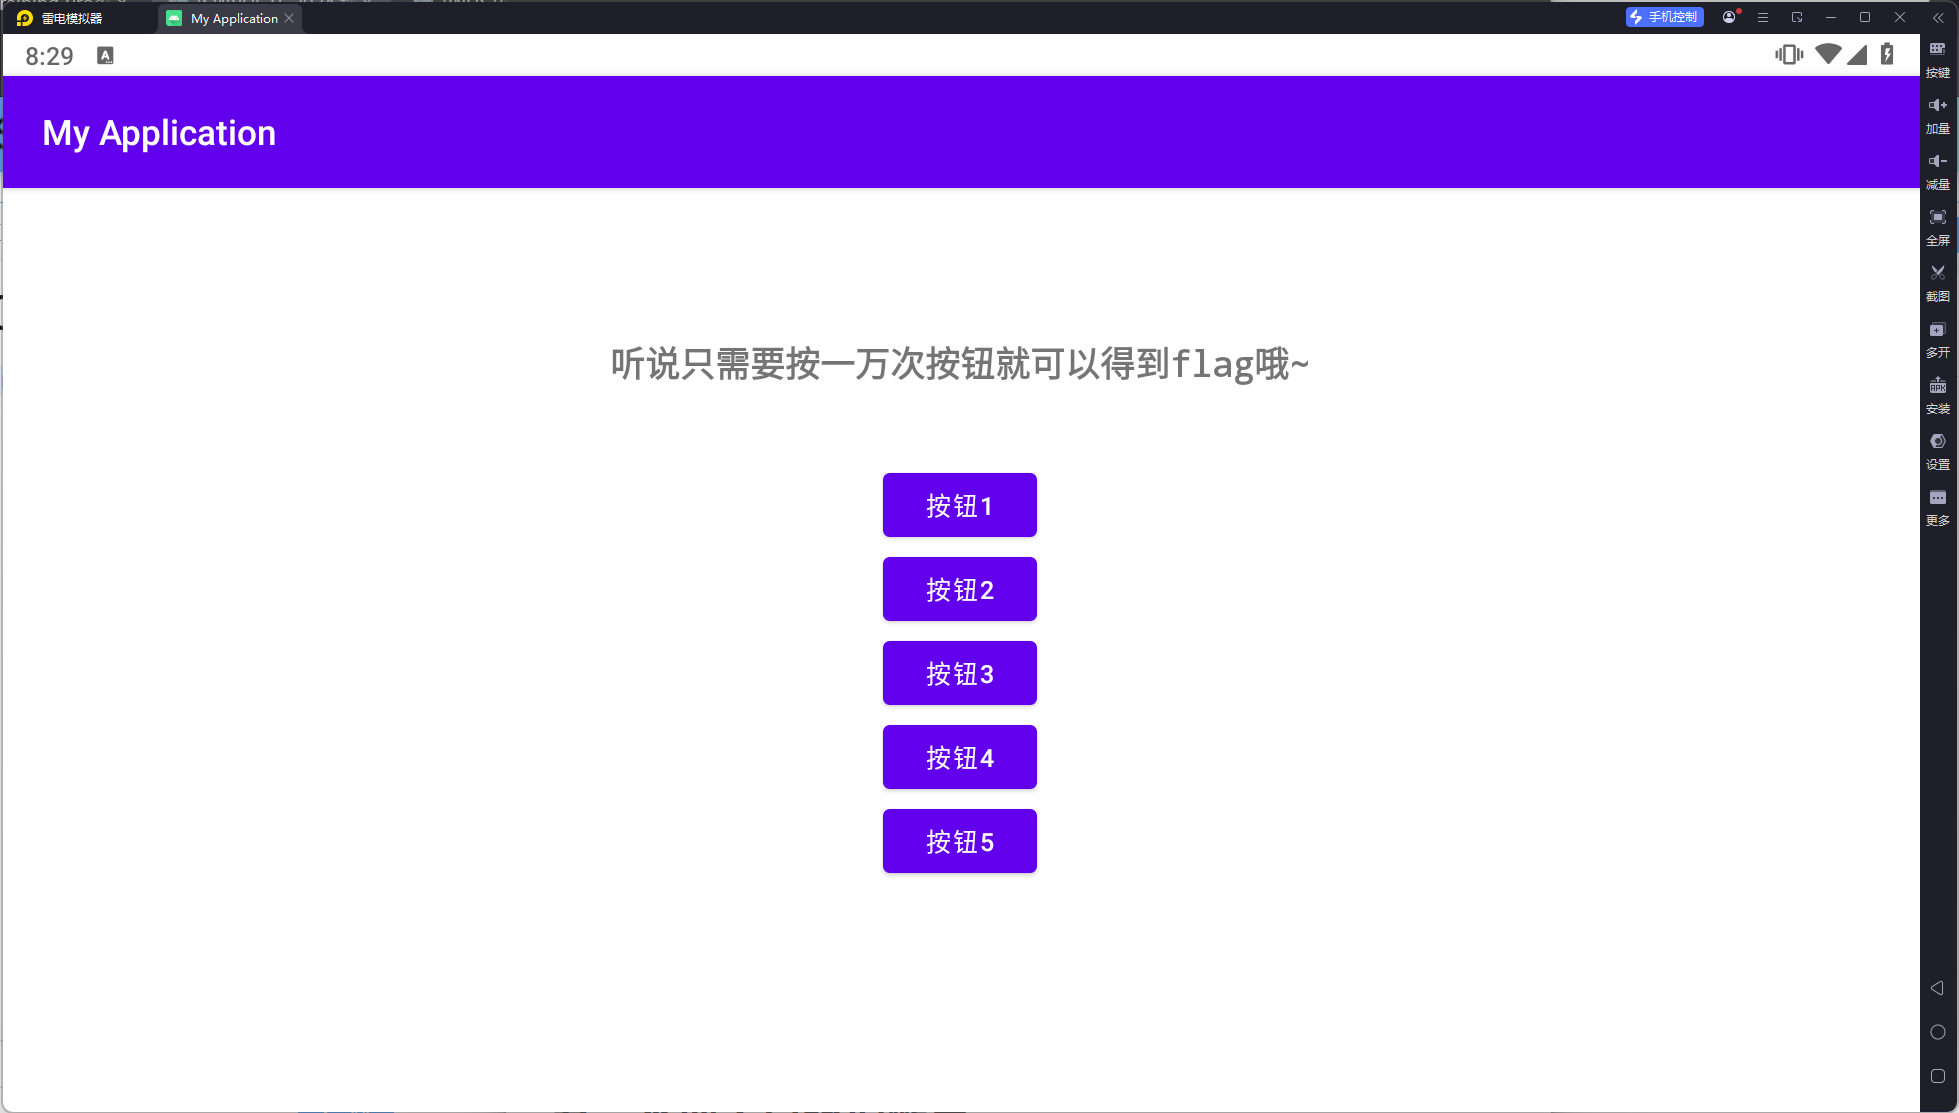 雷电模拟器
My Application
手机控制
8:29
My Application
听说只需要按一万次按钮就可以得到flag哦~
按钮1
按钮2
按钮3
按钮4
按钮5
按键
加量
减量
全屏
截图
多开
APK
安装
设置
更多